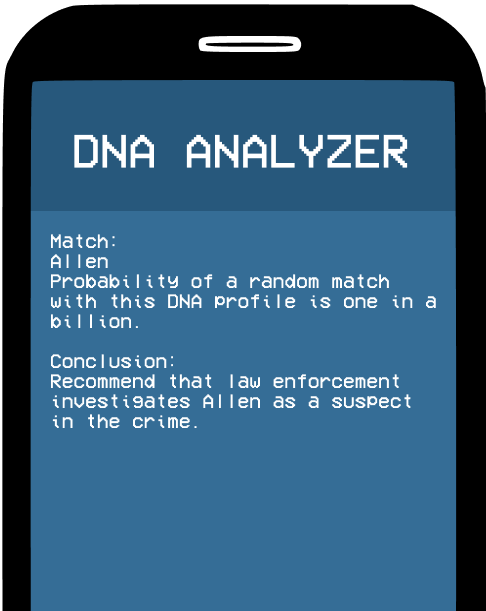 DNA ANALYZER
Match:
Allen
Probability of a random match
with this DNA profile is one in a
billion.
Conclusion:
Recommend that law enforcement
investigates Allen as a suspect
in the crime.